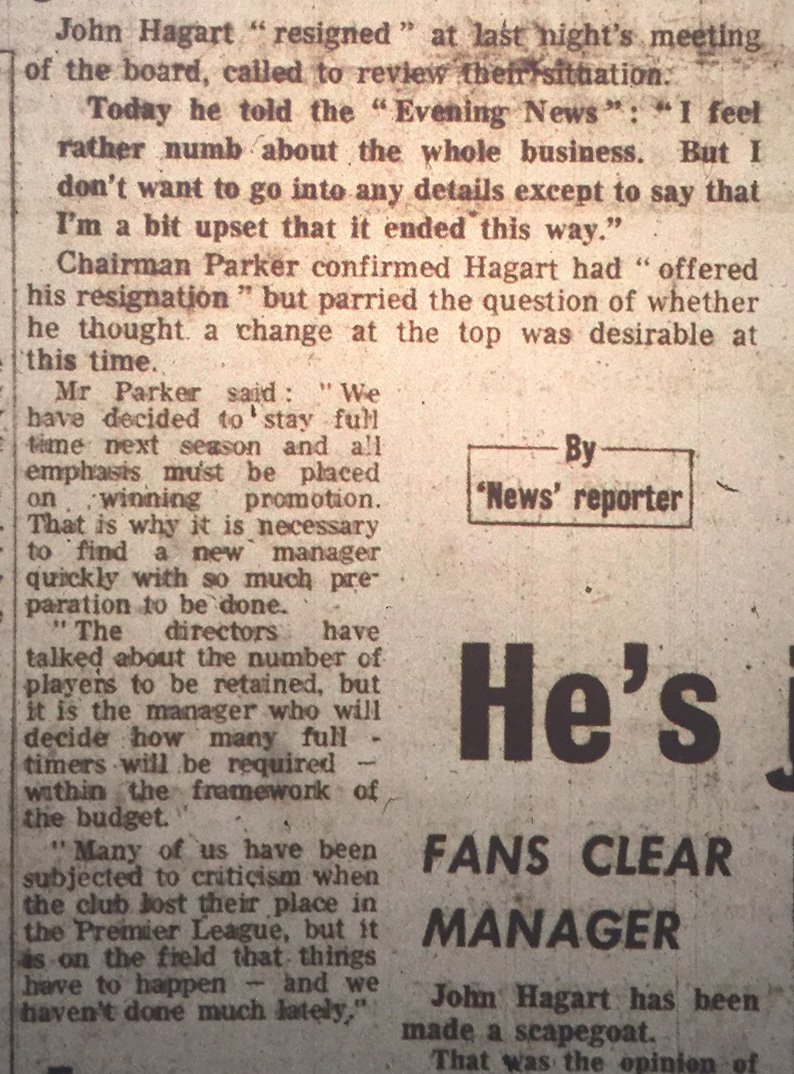 John Hagart “resigned” at last night's meeting
of the board, called to review their situation.
Today he told the “Evening News”: “I feel
rather numb about the whole business. But I
don't want to go into any details except to say that
I'm a bit upset that it ended this way.”
Chairman Parker confirmed Hagart had “offered
his resignation” but parried the question of whether
he thought a change at the top was desirable at
this time.
Mr Parker said: "We
have decided to stay full
time next season and all
emphasis must be placed
on winning promotion.
That is why it is necessary
to find a new manager
quickly with so much pre-
paration to be done.
"The directors have
talked about the number of
players to be retained, but
it is the manager who will
decide how many full -
timers will be required —
within the framework of
the budget.
"Many of us have been
subjected to criticism when
the club lost their place in
the Premier League, but it
is on the field that things
have to happen — and we
haven't done much lately,"
By
‘News’ reporter
He's
FANS CLEAR
MANAGER
John Hagart has been
made a scapegoat.
That was the opinion of